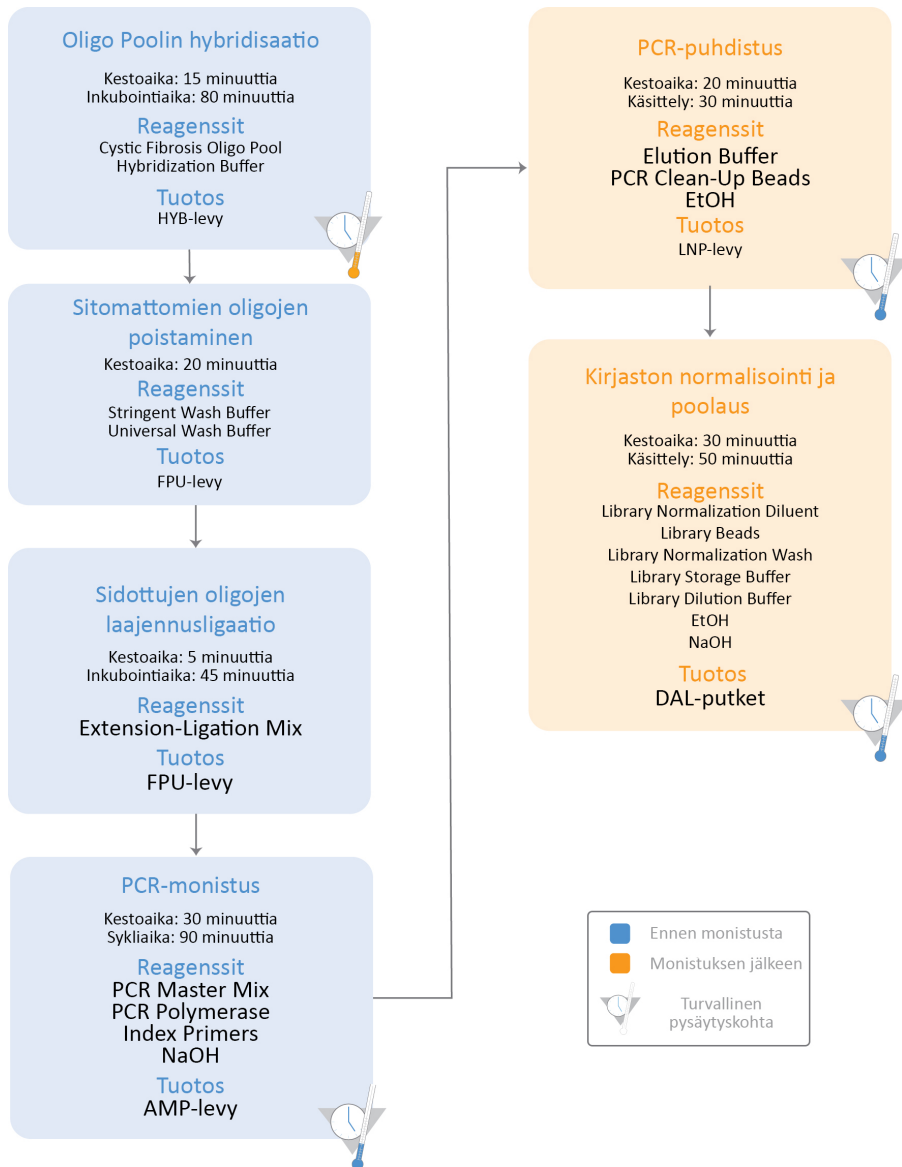 Oligo Poolin hybridisaatio
Kestoaika: 15 minuuttia
Inkubointiaika: 80 minuuttia
Reagenssit
Cystic Fibrosis Oligo Pool
Hybridization Buffer
Tuotos
HYB-levy
Sitomattomien oligojen
poistaminen
Kestoaika: 20 minuuttia
Reagenssit
Stringent Wash Buffer
Universal Wash Buffer
Tuotos
FPU-levy
Sidottujen oligojen
laajennusligaatio
Kestoaika: 5 minuuttia
Inkubointiaika: 45 minuuttia
Reagenssit
Extension-Ligation Mix
Tuotos
FPU-levy
PCR-monistus
Kestoaika: 30 minuuttia
Sykliaika: 90 minuuttia
Reagenssit
PCR Master Mix
PCR Polymerase
Index Primers
NaOH
Tuotos
AMP-levy
PCR-puhdistus
Kestoaika: 20 minuuttia
Käsittely: 30 minuuttia
Reagenssit
Elution Buffer
PCR Clean-Up Beads
EtOH
Tuotos
LNP-levy
Kirjaston normalisointi ja
poolaus
Kestoaika: 30 minuuttia
Käsittely: 50 minuuttia
Reagenssit
Library Normalization Diluent
Library Beads
Library Normalization Wash
Library Storage Buffer
Library Dilution Buffer
EtOH
NaOH
Tuotos
DAL-putket
Ennen monistusta
Monistuksen jälkeen
Turvallinen
pysäytyskohta